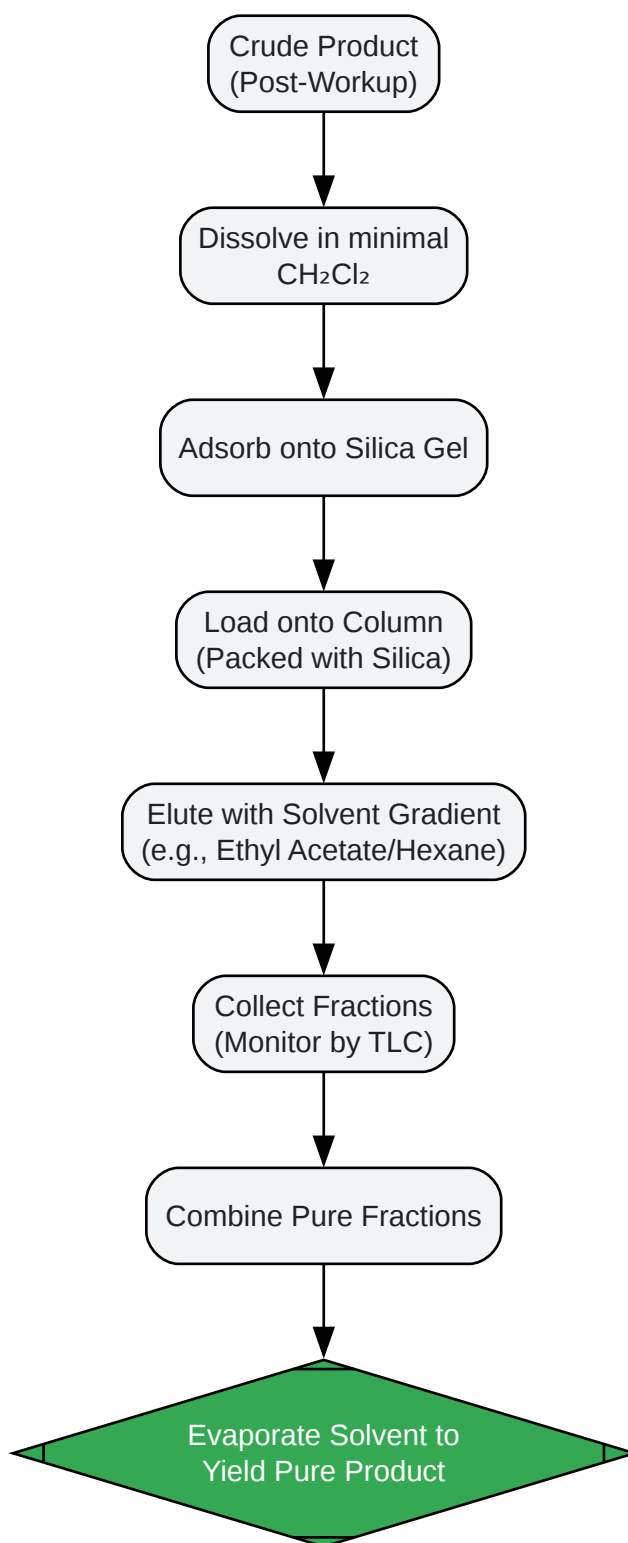 Crude Product
(Post-Workup)
Dissolve in minimal
CH₂Cl₂
Adsorb onto Silica Gel
Load onto Column
(Packed with Silica)
Elute with Solvent Gradient
(e.g., Ethyl Acetate/Hexane)
Collect Fractions
(Monitor by TLC)
Combine Pure Fractions
Evaporate Solvent to
Yield Pure Product